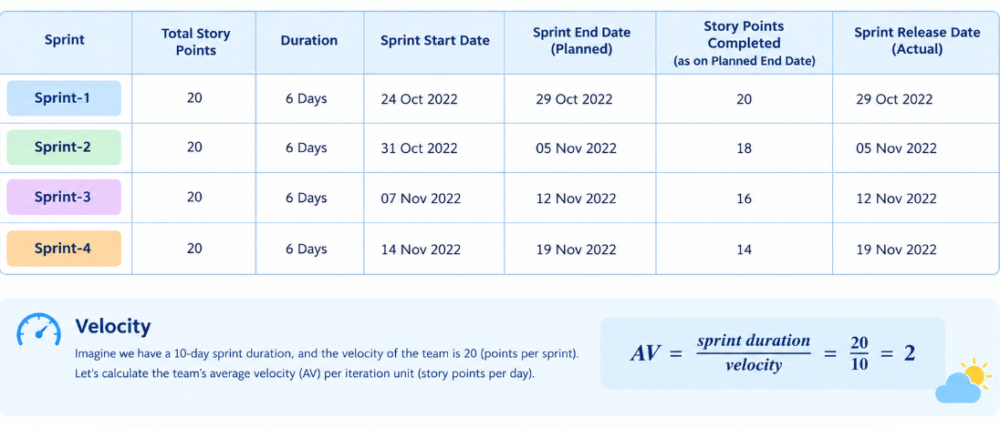 Sprint
Total Story
Points
Duration
Sprint Start Date
Sprint End Date
(Planned)
Story Points
Completed
(as on Planned End Date)
Sprint Release Date
(Actual)
Sprint-1 20 6 Days 24 Oct 2022 29 Oct 2022 20 29 Oct 2022
Sprint-2 20 6 Days 31 Oct 2022 05 Nov 2022 18 05 Nov 2022
Sprint-3 20 6 Days 07 Nov 2022 12 Nov 2022 16 12 Nov 2022
Sprint-4 20 6 Days 14 Nov 2022 19 Nov 2022 14 19 Nov 2022
Velocity
Imagine we have a 10-day sprint duration, and the velocity of the team is 20 (points per sprint).
Let's calculate the team's average velocity (AV) per iteration unit (story points per day).
AV = sprint duration / velocity = 20 / 10 = 2